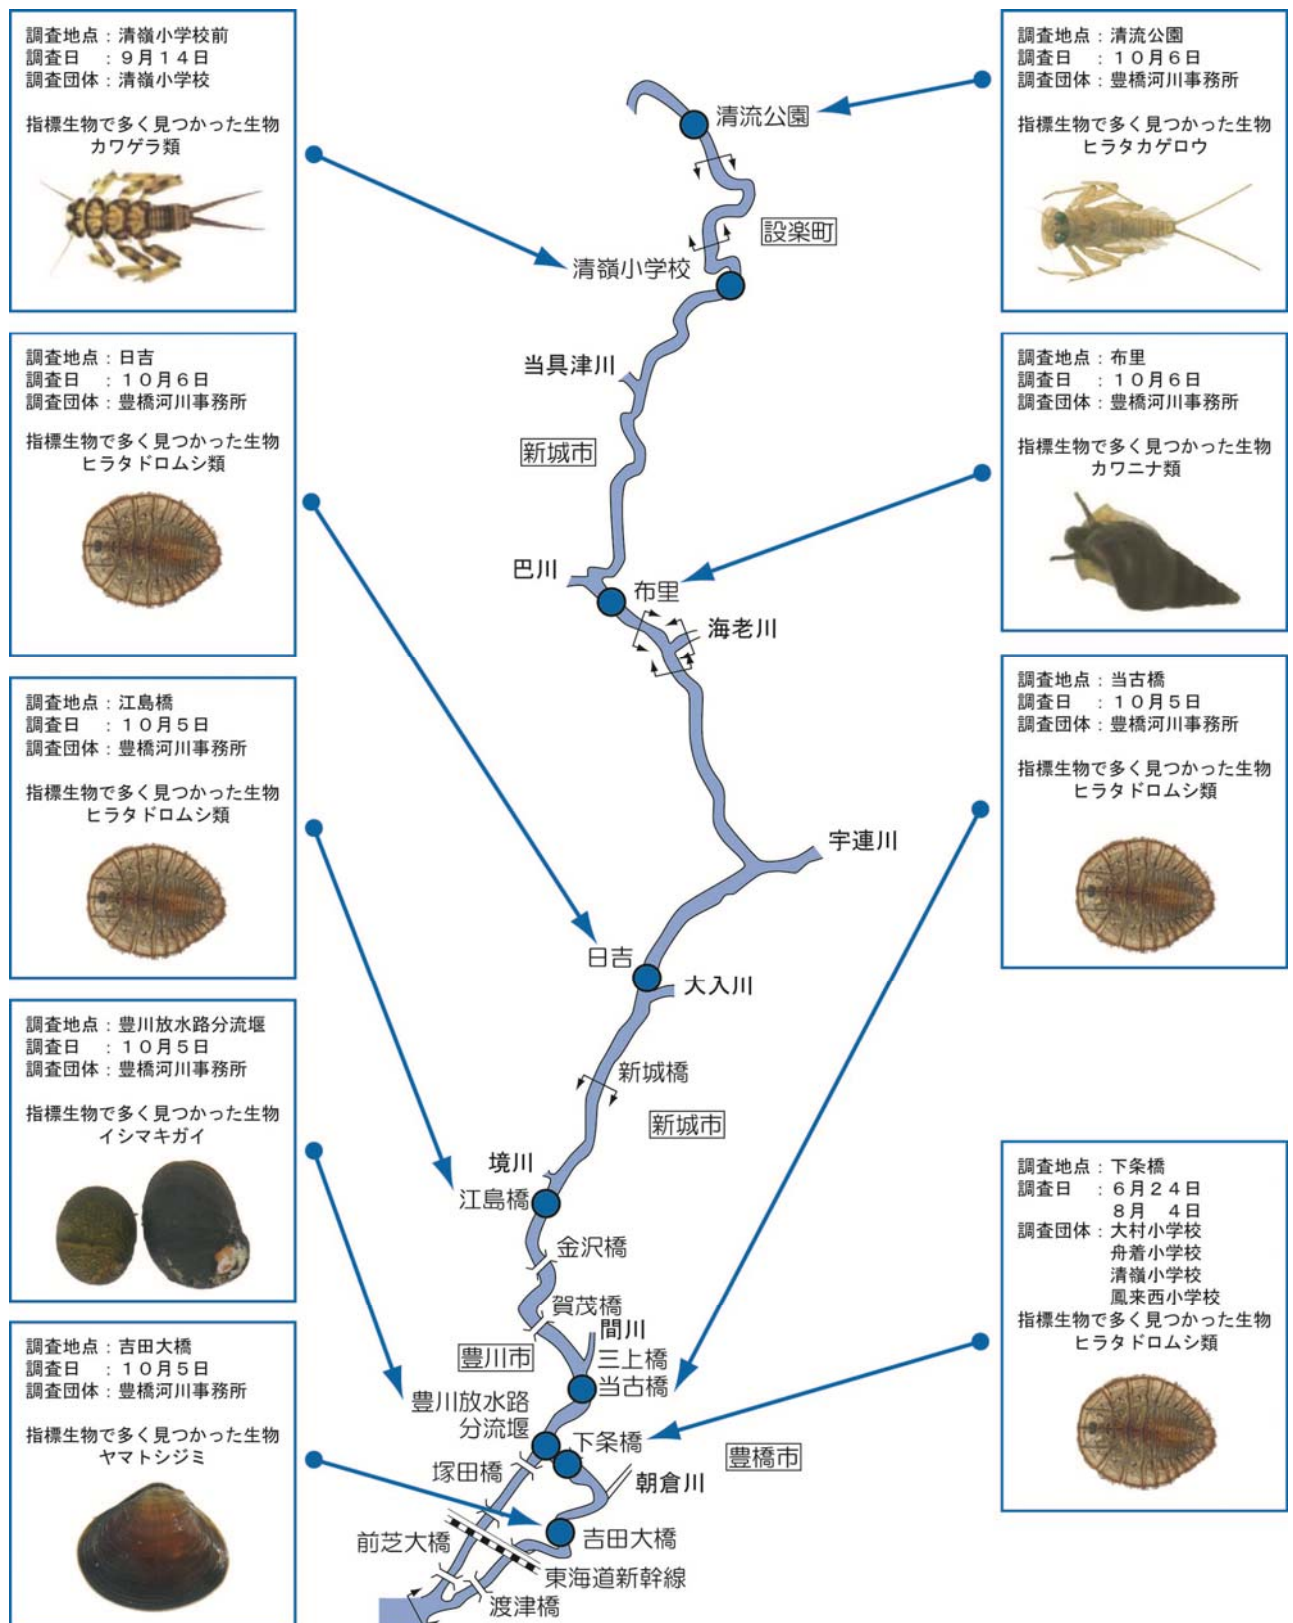 調査地点：清嶺小学校前
調査日　：９月１４日
調査団体：清嶺小学校
指標生物で多く見つかった生物
カワゲラ類
調査地点：日吉
調査日　：１０月６日
調査団体：豊橋河川事務所
指標生物で多く見つかった生物
ヒラタドロムシ類
調査地点：江島橋
調査日　：１０月５日
調査団体：豊橋河川事務所
指標生物で多く見つかった生物
ヒラタドロムシ類
調査地点：豊川放水路分流堰
調査日　：１０月５日
調査団体：豊橋河川事務所
指標生物で多く見つかった生物
イシマキガイ
調査地点：吉田大橋
調査日　：１０月５日
調査団体：豊橋河川事務所
指標生物で多く見つかった生物
ヤマトシジミ
清流公園
設楽町
清嶺小学校
当具津川
新城市
巴川
布里
海老川
宇連川
日吉
大入川
新城橋
新城市
境川
江島橋
金沢橋
賀茂橋
間川
豊川市
三上橋
当古橋
豊川放水路
分流堰
下条橋
豊橋市
塚田橋
朝倉川
前芝大橋
吉田大橋
東海道新幹線
渡津橋
調査地点：清流公園
調査日　：１０月６日
調査団体：豊橋河川事務所
指標生物で多く見つかった生物
ヒラタカゲロウ
調査地点：布里
調査日　：１０月６日
調査団体：豊橋河川事務所
指標生物で多く見つかった生物
カワニナ類
調査地点：当古橋
調査日　：１０月５日
調査団体：豊橋河川事務所
指標生物で多く見つかった生物
ヒラタドロムシ類
調査地点：下条橋
調査日　：６月２４日
８月　４日
調査団体：大村小学校
舟着小学校
清嶺小学校
鳳来西小学校
指標生物で多く見つかった生物
ヒラタドロムシ類